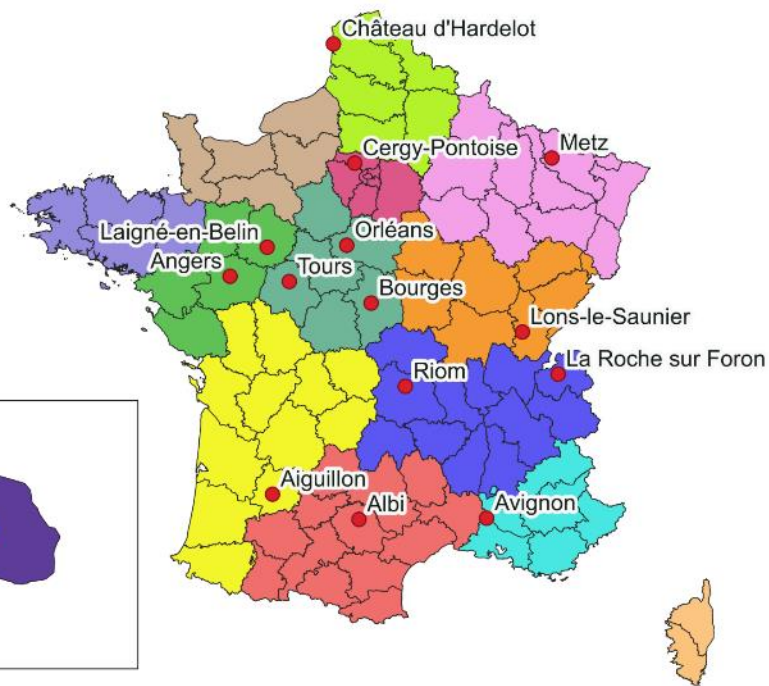 Château d'Hardelot
Cergy-Pontoise
Metz
Laigné-en-Belin
Orléans
Angers
Tours
Bourges
Lons-le-Saunier
La Roche sur Foron
Riom
Aiguillon
Albi
Avignon